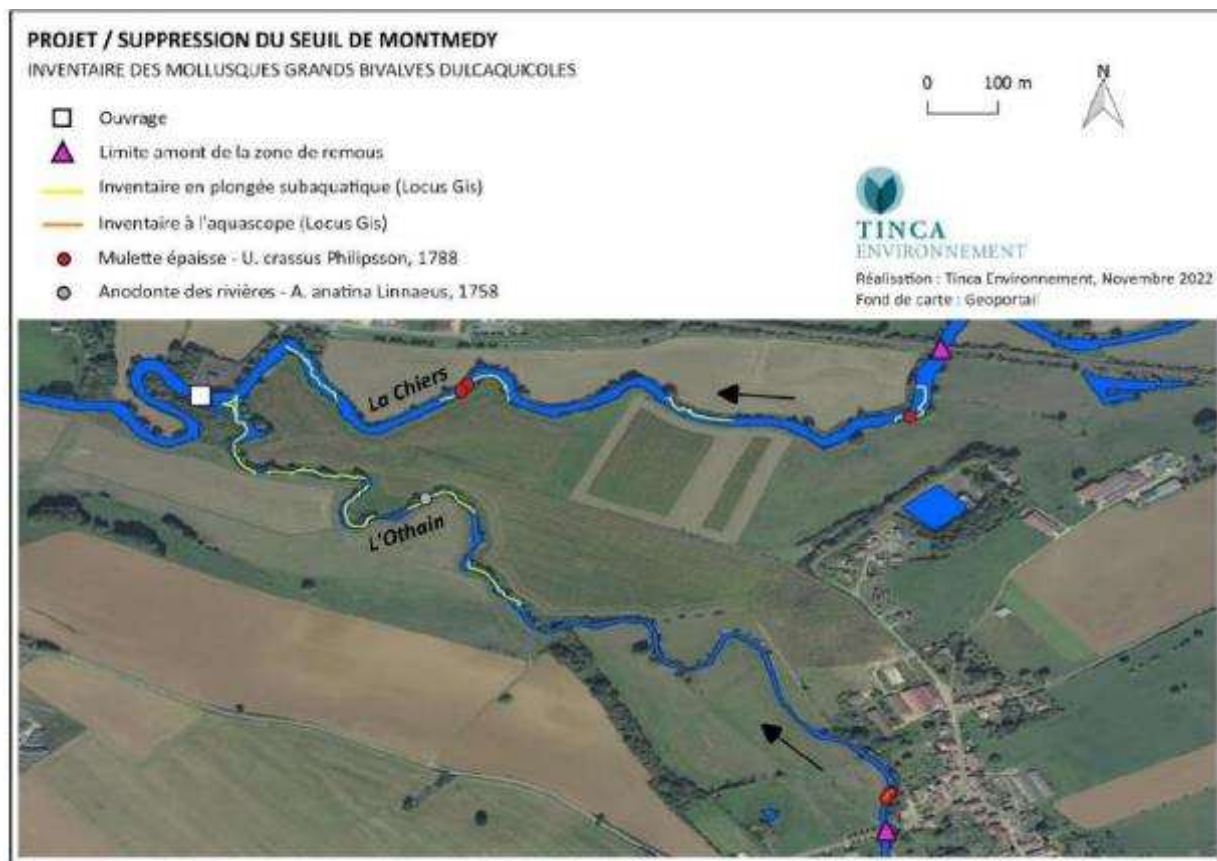 PROJET / SUPPRESSION DU SEUIL DE MONTMEDY
INVENTAIRE DES MOLLUSQUES GRANDS BIVALVES DULCAQUICOLES
Ouvrage
Limite amont de la zone de remous
Inventaire en plongée subaquatique (Locus Gis)
Inventaire à l'aquascope (Locus Gis)
Mulette épaisse - U. crassus Philipsson, 1788
Anodonte des rivières - A. anatina Linnaeus, 1758
0 100 m
N
TINCA
ENVIRONNEMENT
Réalisation : Tinca Environnement, Novembre 2022
Fond de carte : Geoportail
La Chiers
L'Othain